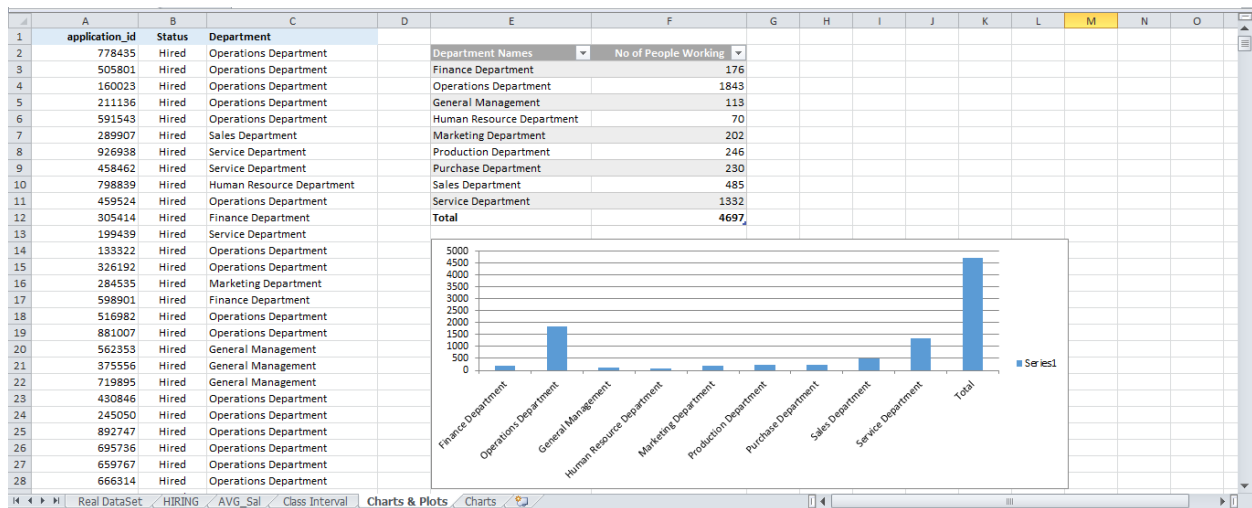 A B C D E F G H I J K L M N O
1 application_id Status Department
2 778435 Hired Operations Department Department Names No of People Working
3 505801 Hired Operations Department Finance Department 176
4 160023 Hired Operations Department Operations Department 1843
5 211136 Hired Operations Department General Management 113
6 591543 Hired Operations Department Human Resource Department 70
7 289907 Hired Sales Department Marketing Department 202
8 926938 Hired Service Department Production Department 246
9 458462 Hired Service Department Purchase Department 230
10 798839 Hired Human Resource Department Sales Department 485
11 459524 Hired Operations Department Service Department 1332
12 305414 Hired Finance Department Total 4697
13 199439 Hired Service Department
14 133322 Hired Operations Department
15 326192 Hired Operations Department
16 284535 Hired Marketing Department
17 598901 Hired Finance Department
18 516982 Hired Operations Department
19 881007 Hired Operations Department
20 562353 Hired General Management
21 375556 Hired General Management
22 719895 Hired General Management
23 430846 Hired Operations Department
24 245050 Hired Operations Department
25 892747 Hired Operations Department
26 695736 Hired Operations Department
27 659767 Hired Operations Department
28 666314 Hired Operations Department
5000
4500
4000
3500
3000
2500
2000
1500
1000
500
0
Finance Department
Operations Department
General Management
Human Resource Department
Marketing Department
Production Department
Purchase Department
Sales Department
Service Department
Total
Series1
Real DataSet HIRING AVG_Sal Class Interval Charts & Plots Charts